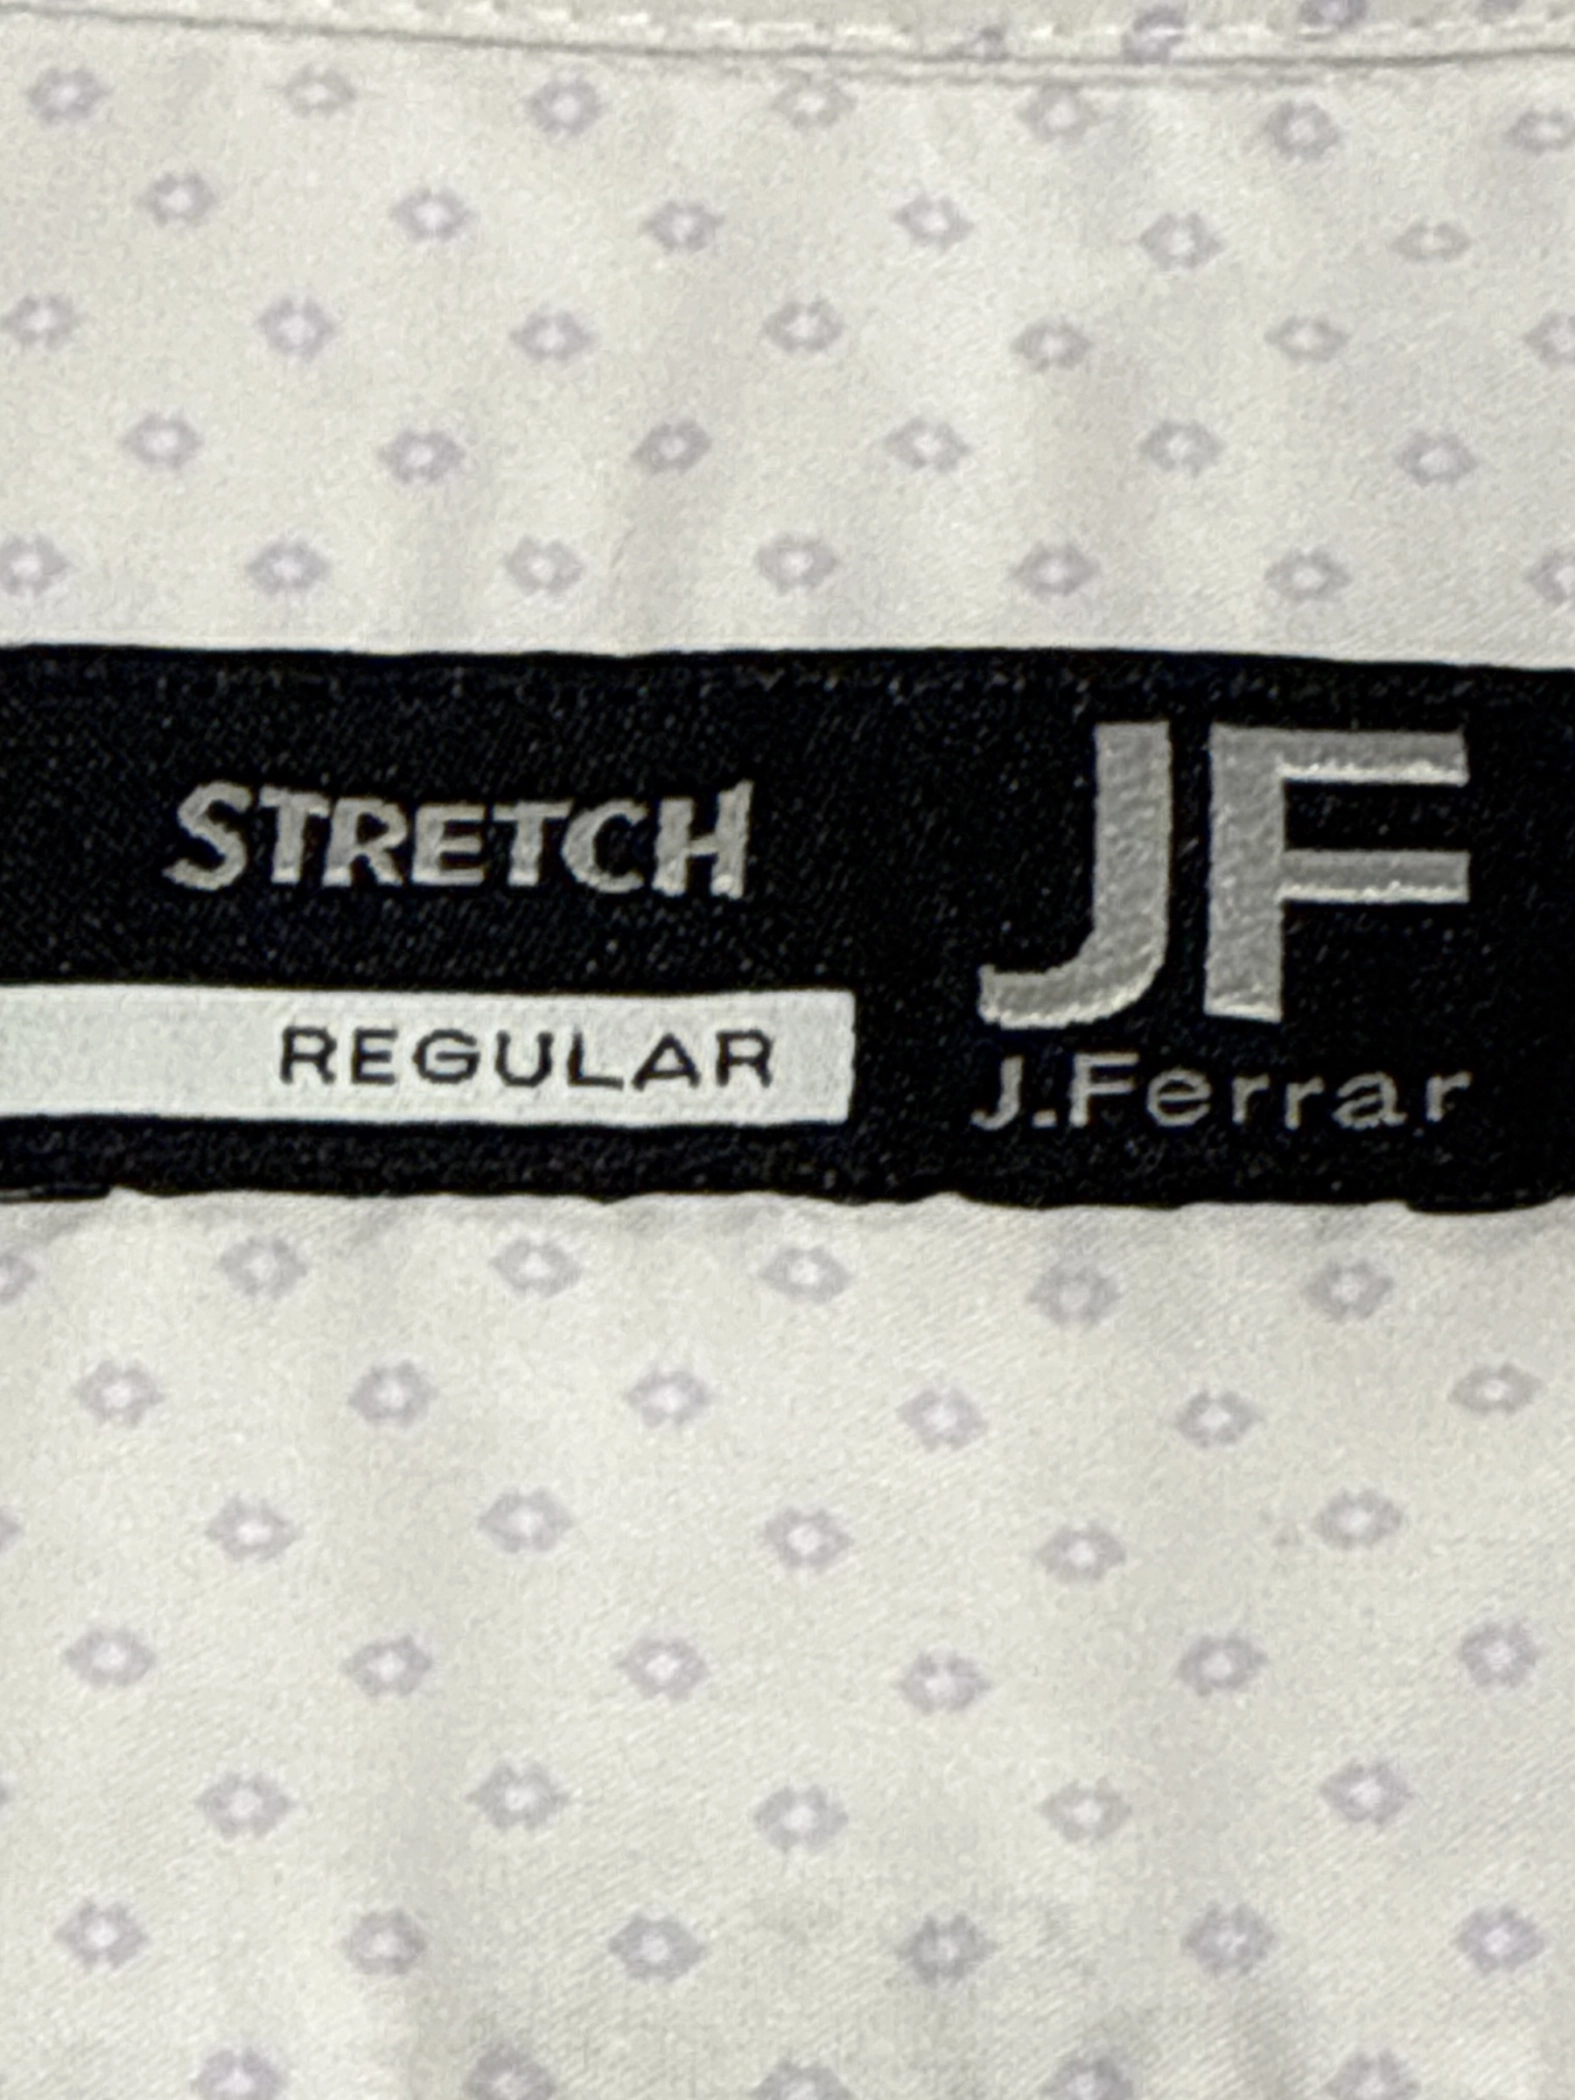 STRETCH
REGULAR
JF
J.Ferrar